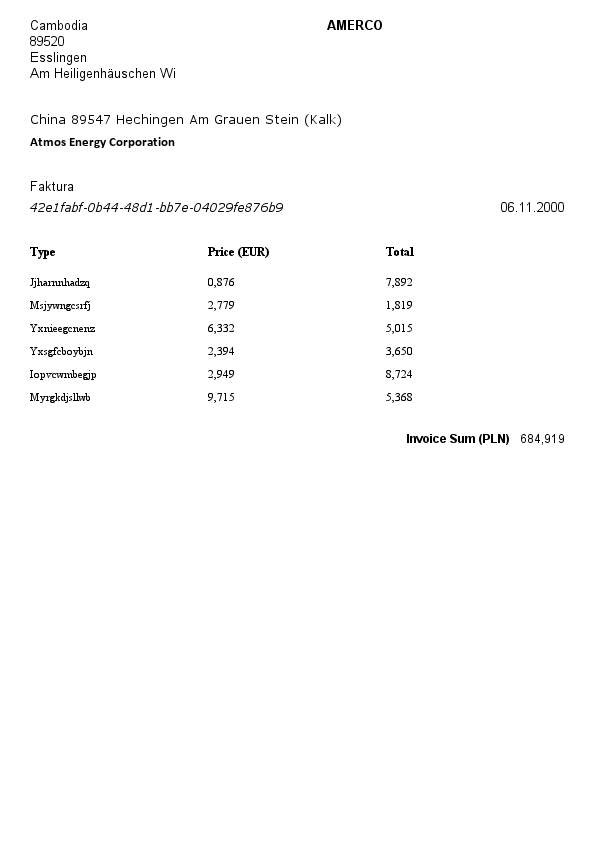 Cambodia AMERCO
89520
Esslingen
Am Heiligenhäuschen Wi
China 89547 Hechingen Am Grauen Stein (Kalk)
Atmos Energy Corporation
Faktura
42e1fabf-0b44-48d1-bb7e-04029fe876b9 06.11.2000
Type Price (EUR) Total
Jjharnnhadzq 0,876 7,892
Msjywngcsrfj 2,779 1,819
Yxnieegcnenz 6,332 5,015
Yxsgfcboybjn 2,394 3,650
Iopvcwmbegjp 2,949 8,724
Myrgkdjsllwb 9,715 5,368
Invoice Sum (PLN) 684,919